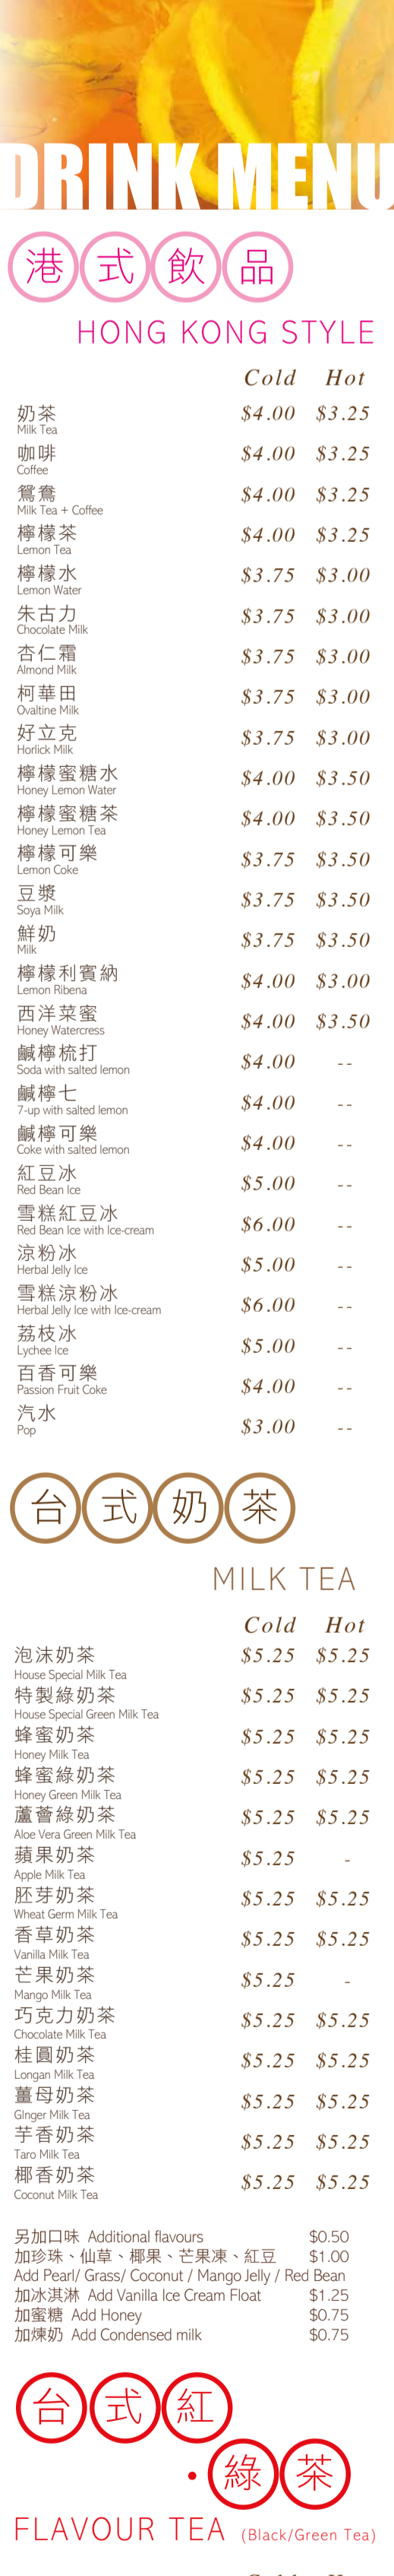 DRINK MENU
港式飲品
HONG KONG STYLE
Cold Hot
奶茶 $4.00 $3.25
Milk Tea
咖啡 $4.00 $3.25
Coffee
鴛鴦 $4.00 $3.25
Milk Tea + Coffee
檸檬茶 $4.00 $3.25
Lemon Tea
檸檬水 $3.75 $3.00
Lemon Water
朱古力 $3.75 $3.00
Chocolate Milk
杏仁霜 $3.75 $3.00
Almond Milk
柯華田 $3.75 $3.00
Ovaltine Milk
好立克 $3.75 $3.00
Horlick Milk
檸檬蜜糖水 $4.00 $3.50
Honey Lemon Water
檸檬蜜糖茶 $4.00 $3.50
Honey Lemon Tea
檸檬可樂 $3.75 $3.50
Lemon Coke
豆漿 $3.75 $3.50
Soya Milk
鮮奶 $3.75 $3.50
Milk
檸檬利賓納 $4.00 $3.00
Lemon Ribena
西洋菜蜜 $4.00 $3.50
Honey Watercress
鹹檸梳打 $4.00 --
Soda with salted lemon
鹹檸七 $4.00 --
7-up with salted lemon
鹹檸可樂 $4.00 --
Coke with salted lemon
紅豆冰 $5.00 --
Red Bean Ice
雪糕紅豆冰 $6.00 --
Red Bean Ice with Ice-cream
涼粉冰 $5.00 --
Herbal Jelly Ice
雪糕涼粉冰 $6.00 --
Herbal Jelly Ice with Ice-cream
荔枝冰 $5.00 --
Lychee Ice
百香可樂 $4.00 --
Passion Fruit Coke
汽水 $3.00 --
Pop
台式奶茶
MILK TEA
Cold Hot
泡沫奶茶 $5.25 $5.25
House Special Milk Tea
特製綠奶茶 $5.25 $5.25
House Special Green Milk Tea
蜂蜜奶茶 $5.25 $5.25
Honey Milk Tea
蜂蜜綠奶茶 $5.25 $5.25
Honey Green Milk Tea
蘆薈綠奶茶 $5.25 $5.25
Aloe Vera Green Milk Tea
蘋果奶茶 $5.25 -
Apple Milk Tea
胚芽奶茶 $5.25 $5.25
Wheat Germ Milk Tea
香草奶茶 $5.25 $5.25
Vanilla Milk Tea
芒果奶茶 $5.25 -
Mango Milk Tea
巧克力奶茶 $5.25 $5.25
Chocolate Milk Tea
桂圓奶茶 $5.25 $5.25
Longan Milk Tea
薑母奶茶 $5.25 $5.25
GInger Milk Tea
芋香奶茶 $5.25 $5.25
Taro Milk Tea
椰香奶茶 $5.25 $5.25
Coconut Milk Tea
另加口味 Additional flavours $0.50
加珍珠、仙草、椰果、芒果凍、紅豆 $1.00
Add Pearl/ Grass/ Coconut / Mango Jelly / Red Bean
加冰淇淋 Add Vanilla Ice Cream Float $1.25
加蜜糖 Add Honey $0.75
加煉奶 Add Condensed milk $0.75
台式紅
•綠茶
FLAVOUR TEA (Black/Green Tea)